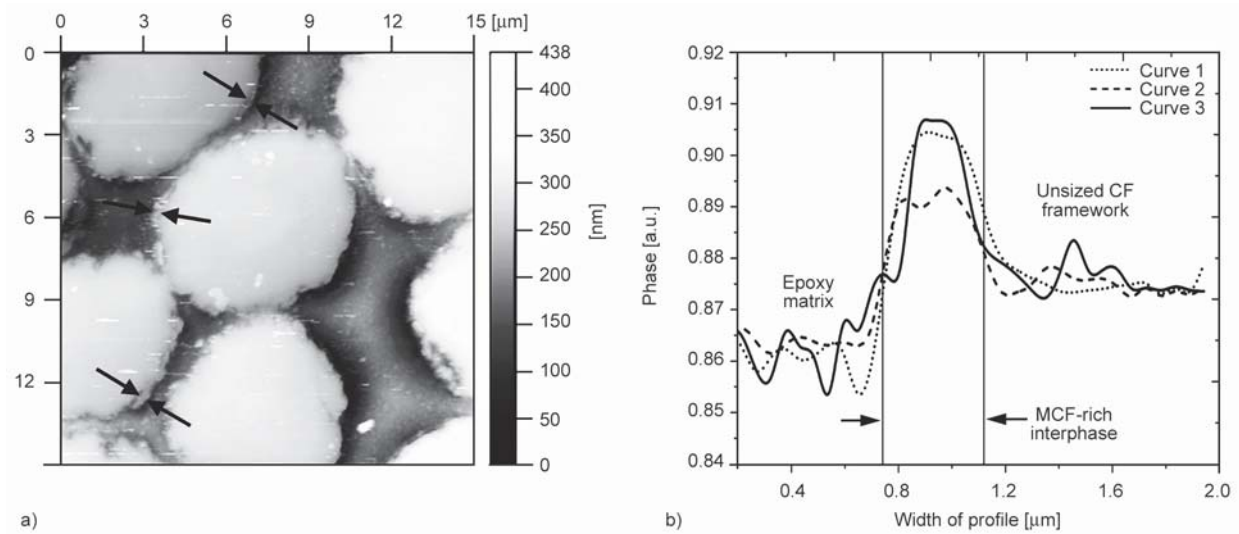 0 3 6 9 12 15 [μm]
0
3
6
9
12
438
400
350
300
250
200
150
100
50
0
[nm]
a)
0.92
0.91
0.90
0.89
0.88
0.87
0.86
0.85
0.84
Phase [a.u.]
Curve 1
Curve 2
Curve 3
Unsized CF
framework
Epoxy
matrix
MCF-rich
interphase
0.4 0.8 1.2 1.6 2.0
Width of profile [μm]
b)